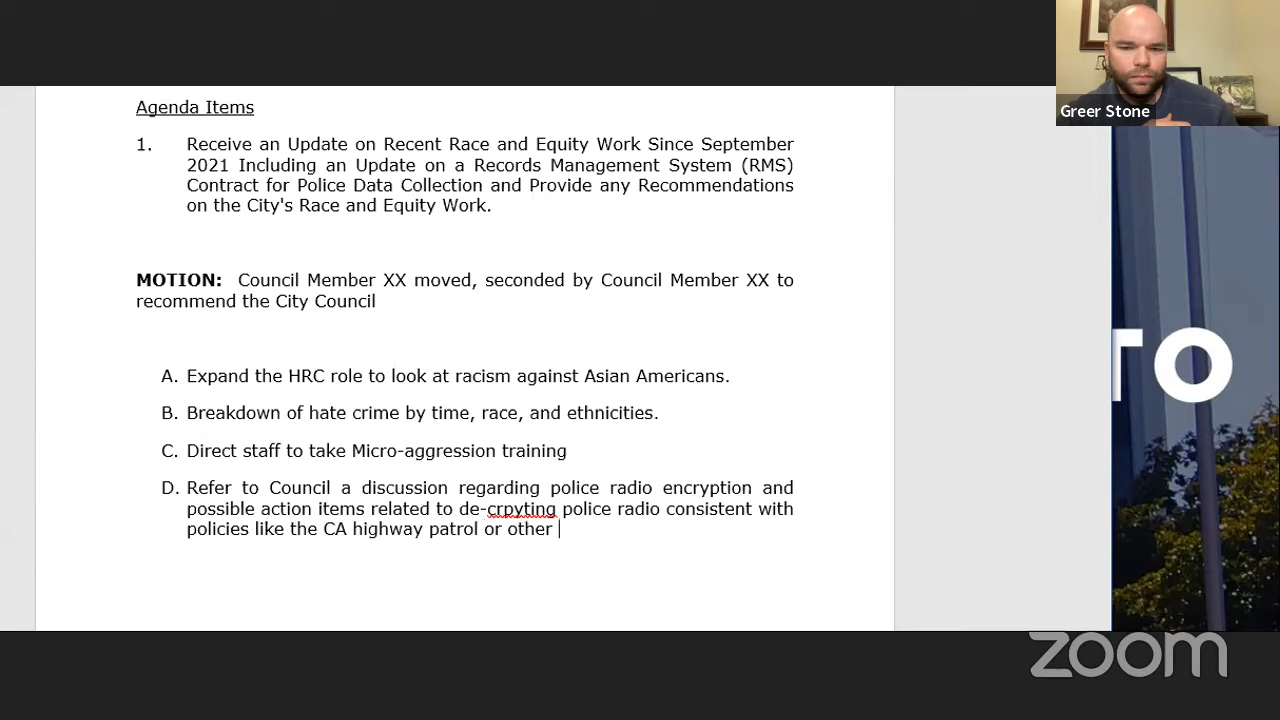 Greer Stone
Agenda Items
1. Receive an Update on Recent Race and Equity Work Since September
2021 Including an Update on a Records Management System (RMS)
Contract for Police Data Collection and Provide any Recommendations
on the City's Race and Equity Work.
MOTION: Council Member XX moved, seconded by Council Member XX to
recommend the City Council
A. Expand the HRC role to look at racism against Asian Americans.
B. Breakdown of hate crime by time, race, and ethnicities.
C. Direct staff to take Micro-aggression training
D. Refer to Council a discussion regarding police radio encryption and
possible action items related to de-crpyting police radio consistent with
policies like the CA highway patrol or other
TO
zoom